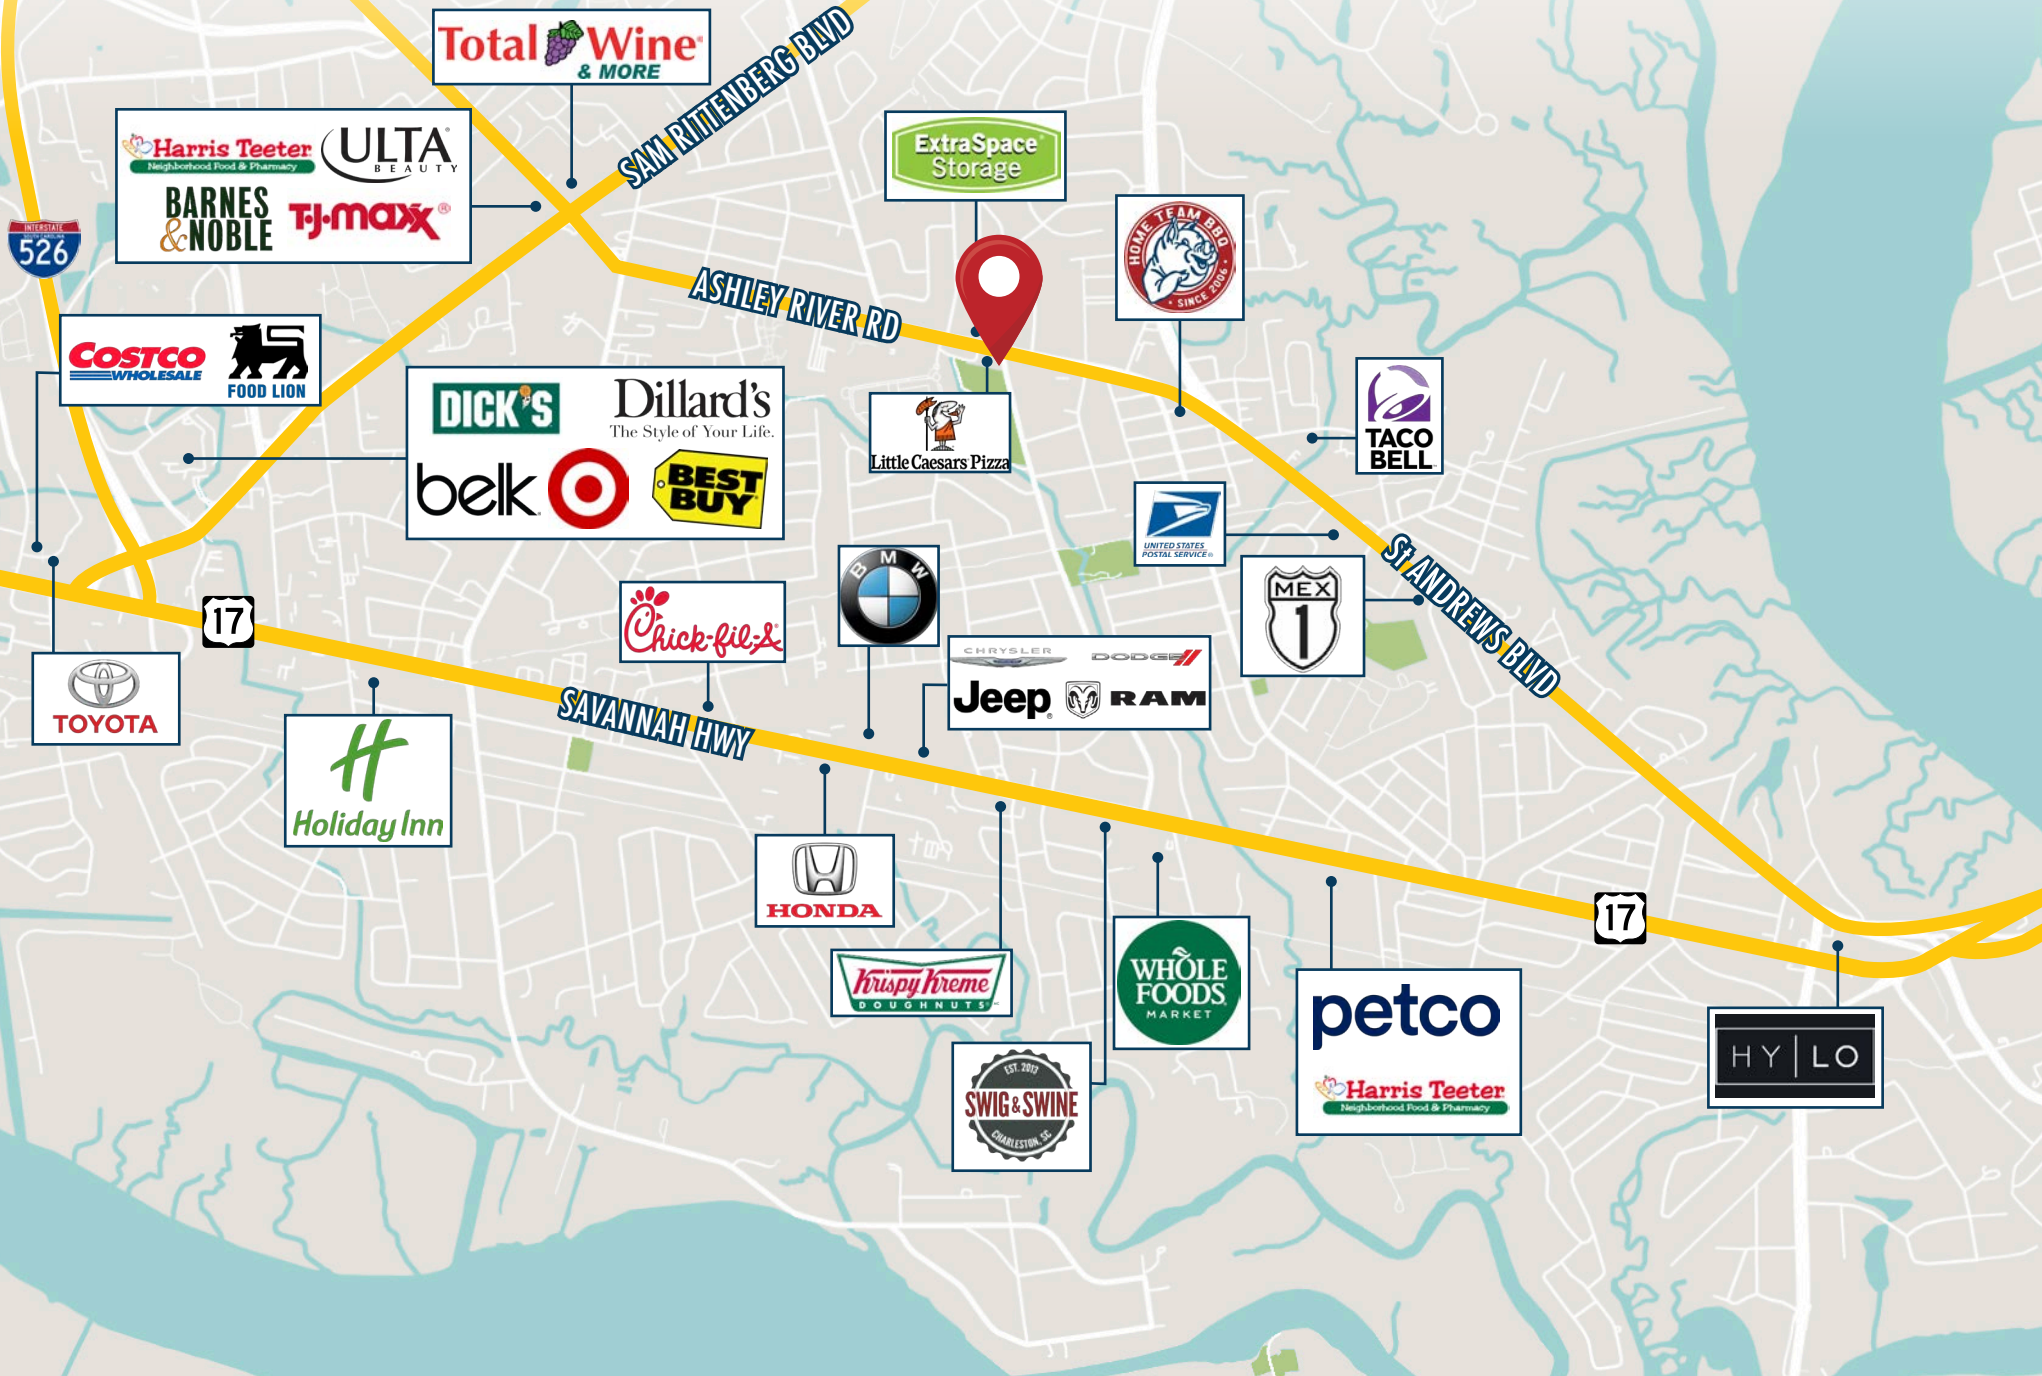 Total Wine
& MORE
SAM RITTENBERG BLVD
Harris Teeter
Neighborhood Food & Pharmacy
ULTA
BEAUTY
BARNES
&NOBLE
T·J·maxx
ExtraSpace
Storage
HOME TEAM BBQ
• SINCE 2006 •
INTERSTATE
SOUTH CAROLINA
526
ASHLEY RIVER RD
COSTCO
WHOLESALE
FOOD LION
DICK'S
Dillard's
The Style of Your Life.
belk
BEST
BUY
Little Caesars Pizza
TACO
BELL
UNITED STATES
POSTAL SERVICE®
BMW
MEX
1
St ANDREWS BLVD
Chick-fil-A
17
CHRYSLER
DODGE
Jeep
RAM
TOYOTA
SAVANNAH HWY
Holiday Inn
HONDA
17
Krispy Kreme
DOUGHNUTS
WHOLE
FOODS
MARKET
petco
Harris Teeter
Neighborhood Food & Pharmacy
HY|LO
EST. 2013
SWIG & SWINE
CHARLESTON, SC